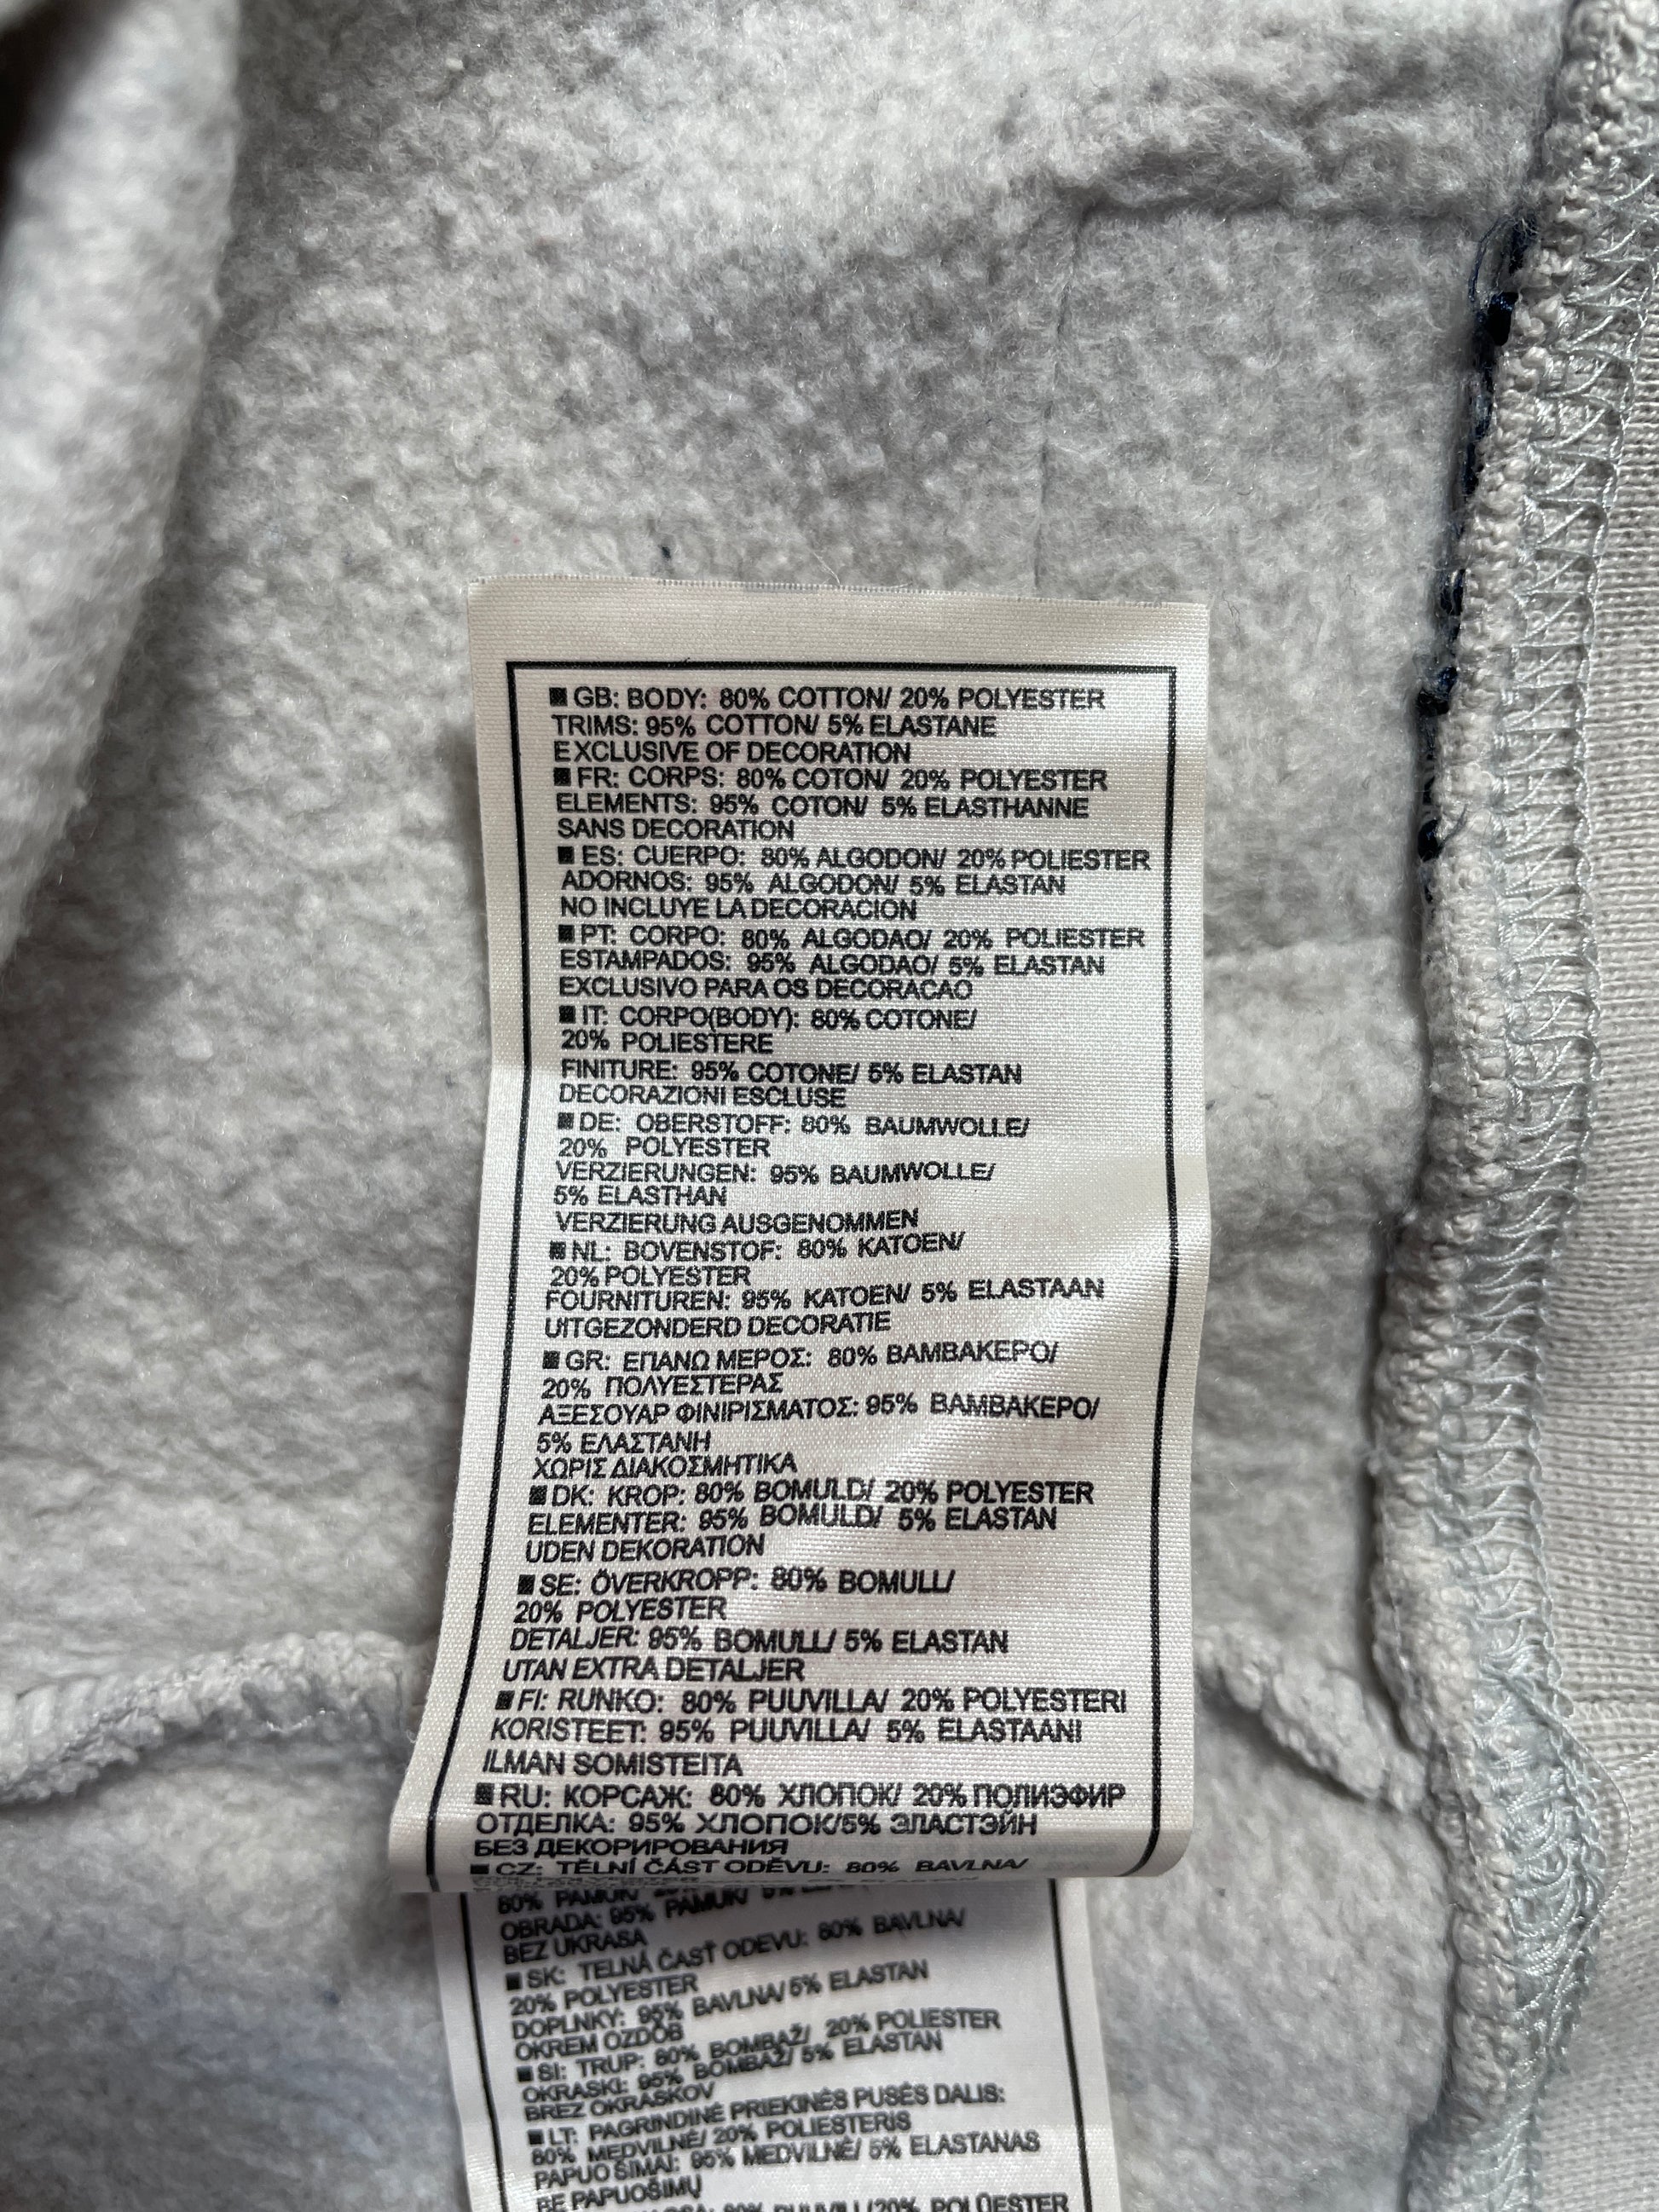 GB: BODY: 80% COTTON/ 20% POLYESTER
TRIMS: 95% COTTON/ 5% ELASTANE
EXCLUSIVE OF DECORATION
FR: CORPS: 80% COTON/ 20% POLYESTER
ELEMENTS: 95% COTON/ 5% ELASTHANNE
SANS DECORATION
ES: CUERPO: 80% ALGODON/ 20% POLIESTER
ADORNOS: 95% ALGODON/ 5% ELASTAN
NO INCLUYE LA DECORACION
PT: CORPO: 80% ALGODAO/ 20% POLIESTER
ESTAMPADOS: 95% ALGODAO/ 5% ELASTAN
EXCLUSIVO PARA OS DECORACAO
IT: CORPO(BODY): 80% COTONE/
20% POLIESTERE
FINITURE: 95% COTONE/ 5% ELASTAN
DECORAZIONI ESCLUSE
DE: OBERSTOFF: 80% BAUMWOLLE/
20% POLYESTER
VERZIERUNGEN: 95% BAUMWOLLE/
5% ELASTHAN
VERZIERUNG AUSGENOMMEN
NL: BOVENSTOF: 80% KATOEN/
20% POLYESTER
FOURNITUREN: 95% KATOEN/ 5% ELASTAAN
UITGEZONDERD DECORATIE
GR: ΕΠΑΝΩ ΜΕΡΟΣ: 80% ΒΑΜΒΑΚΕΡΟ/
20% ΠΟΛΥΕΣΤΕΡΑΣ
ΑΞΕΣΟΥΑΡ ΦΙΝΙΡΙΣΜΑΤΟΣ: 95% ΒΑΜΒΑΚΕΡΟ/
5% ΕΛΑΣΤΑΝΗ
ΧΩΡΙΣ ΔΙΑΚΟΣΜΗΤΙΚΑ
DK: KROP: 80% BOMULD/ 20% POLYESTER
ELEMENTER: 95% BOMULD/ 5% ELASTAN
UDEN DEKORATION
SE: ÖVERKROPP: 80% BOMULL/
20% POLYESTER
DETALJER: 95% BOMULL/ 5% ELASTAN
UTAN EXTRA DETALJER
FI: RUNKO: 80% PUUVILLA/ 20% POLYESTERI
KORISTEET: 95% PUUVILLA/ 5% ELASTAANI
ILMAN SOMISTEITA
RU: КОРСАЖ: 80% ХЛОПОК/ 20% ПОЛИЭФИР
ОТДЕЛКА: 95% ХЛОПОК/5% ЭЛАСТЭЙН
БЕЗ ДЕКОРИРОВАНИЯ
CZ: TĚLNÍ ČÁST ODĚVU: 80% BAVLNA/
80% PAMUK/
OBRADA: 95% PAMUK/ 5%
BEZ UKRASA
SK: TELNÁ ČASŤ ODEVU: 80% BAVLNA/
20% POLYESTER
DOPLNKY: 95% BAVLNA/ 5% ELASTAN
OKREM OZDÔB
SI: TRUP: 80% BOMBAŽ/ 20% POLIESTER
OKRASKI: 95% BOMBAŽ/ 5% ELASTAN
BREZ OKRASKOV
LT: PAGRINDINĖ PRIEKINĖS PUSĖS DALIS:
80% MEDVILNĖ/ 20% POLIESTERIS
PAPUOŠIMAI: 95% MEDVILNĖ/ 5% ELASTANAS
BE PAPUOŠIMŲ